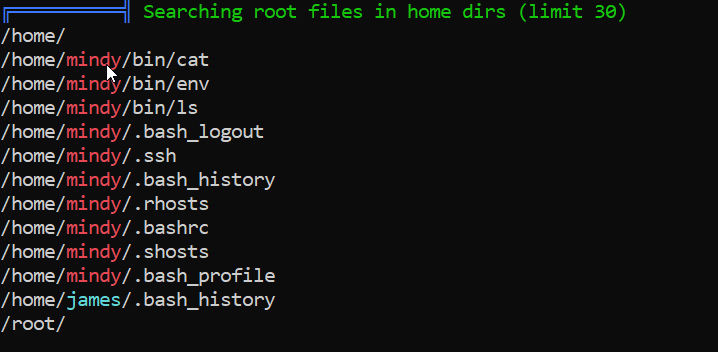 ╔══════════╣ Searching root files in home dirs (limit 30)
/home/
/home/mindy/bin/cat
/home/mindy/bin/env
/home/mindy/bin/ls
/home/mindy/.bash_logout
/home/mindy/.ssh
/home/mindy/.bash_history
/home/mindy/.rhosts
/home/mindy/.bashrc
/home/mindy/.shosts
/home/mindy/.bash_profile
/home/james/.bash_history
/root/